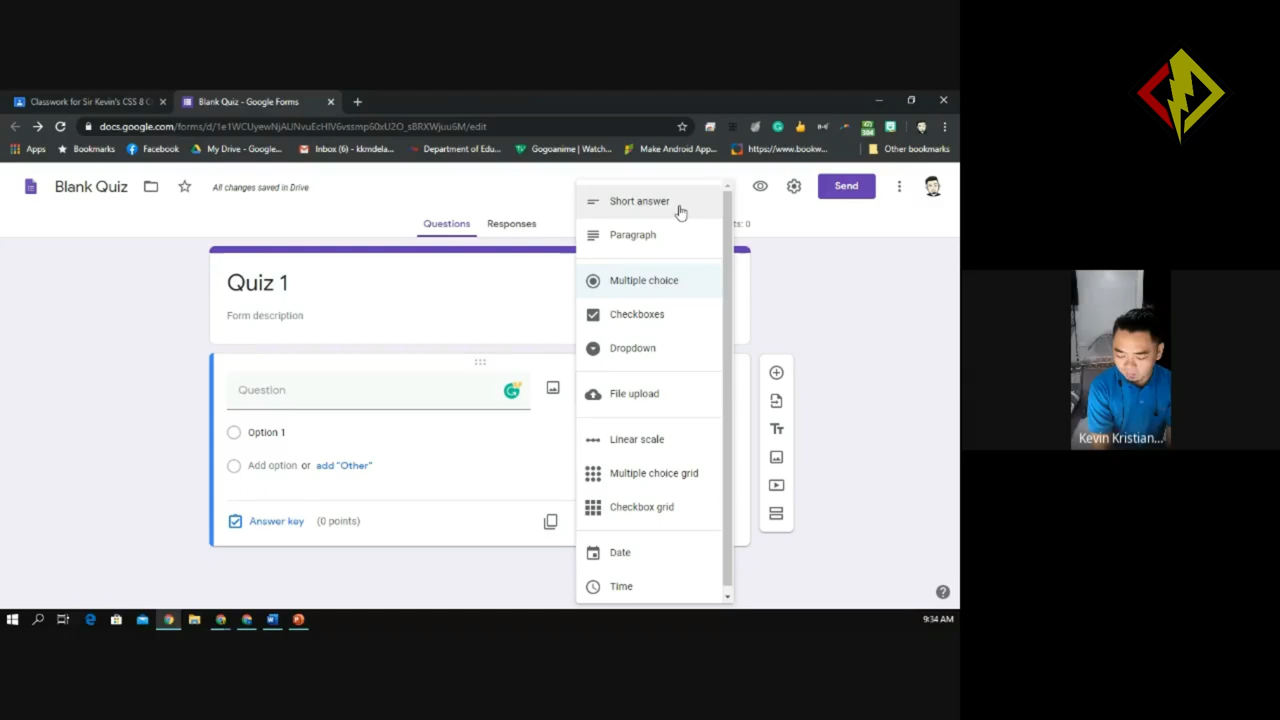 Classwork for Sir Kevin's CSS 8 C
Blank Quiz - Google Forms
docs.google.com/forms/d/1e1WCUyewNjAUNvuEcHIV6vssmp60xU2O_sBRXWjuu6M/edit
Apps
Bookmarks
Facebook
My Drive - Google...
Inbox (6) - kkmdela...
Department of Edu...
Gogoanime | Watch...
Make Android App...
https://www.bookw...
Other bookmarks
Blank Quiz
All changes saved in Drive
Send
Questions
Responses
ts: 0
Quiz 1
Form description
Question
Option 1
Add option or add "Other"
Answer key (0 points)
Short answer
Paragraph
Multiple choice
Checkboxes
Dropdown
File upload
Linear scale
Multiple choice grid
Checkbox grid
Date
Time
Kevin Kristian...
9:34 AM